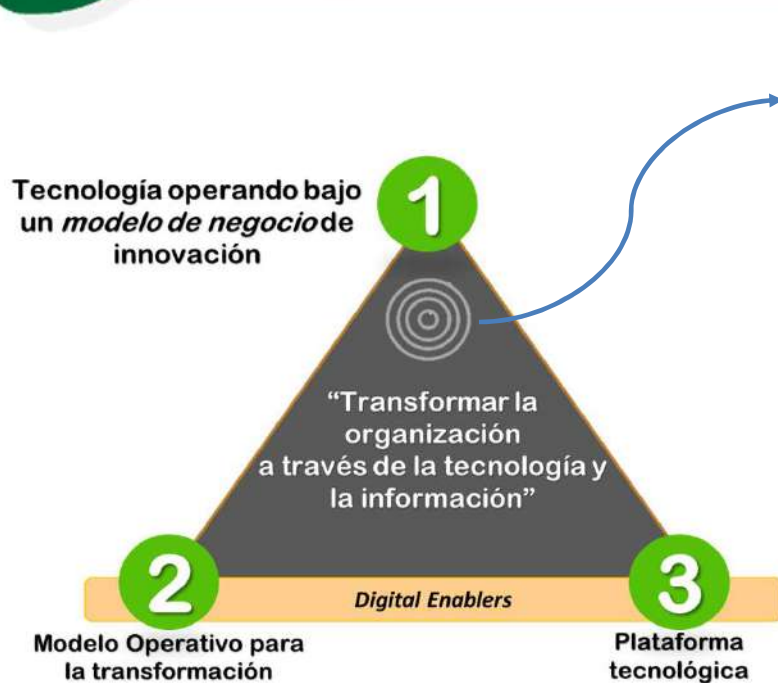 1
Tecnología operando bajo
un modelo de negocio de
innovación
“Transformar la
organización
a través de la tecnología y
la información”
2
Digital Enablers
3
Modelo Operativo para
la transformación
Plataforma
tecnológica